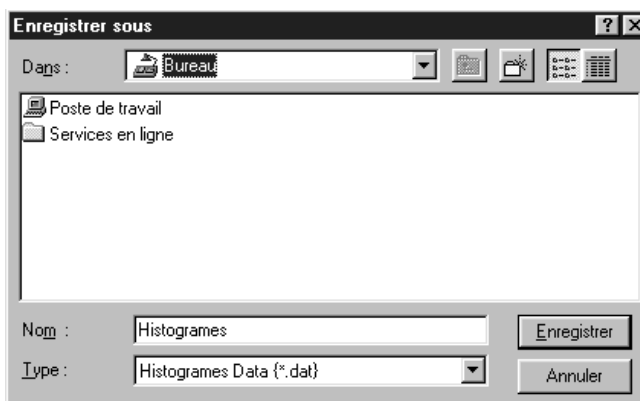 Enregistrer sous
Dans :
Bureau
Poste de travail
Services en ligne
Nom :
Histogrames
Enregistrer
Type :
Histogrames Data {*.dat}
Annuler